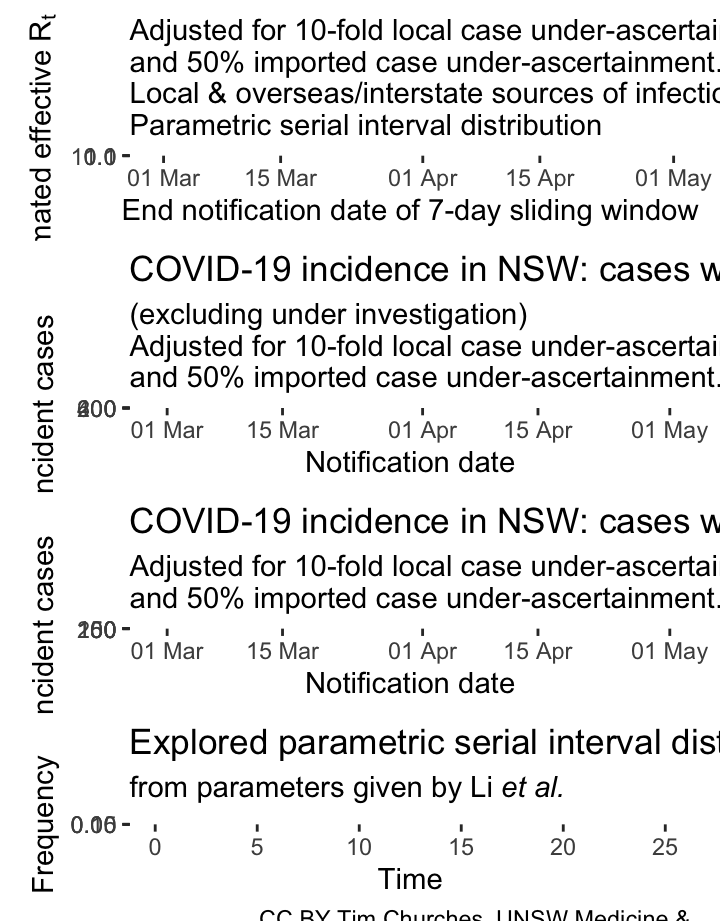 nated effective Rt
Adjusted for 10-fold local case under-ascertai
and 50% imported case under-ascertainment.
Local & overseas/interstate sources of infectio
Parametric serial interval distribution
01 Mar 15 Mar 01 Apr 15 Apr 01 May
End notification date of 7-day sliding window
COVID-19 incidence in NSW: cases w
(excluding under investigation)
Adjusted for 10-fold local case under-ascertai
and 50% imported case under-ascertainment.
ncident cases
01 Mar 15 Mar 01 Apr 15 Apr 01 May
Notification date
COVID-19 incidence in NSW: cases w
Adjusted for 10-fold local case under-ascertai
and 50% imported case under-ascertainment.
ncident cases
01 Mar 15 Mar 01 Apr 15 Apr 01 May
Notification date
Explored parametric serial interval dist
from parameters given by Li et al.
Frequency
0 5 10 15 20 25
Time
CC BY Tim Churches, UNSW Medicine &